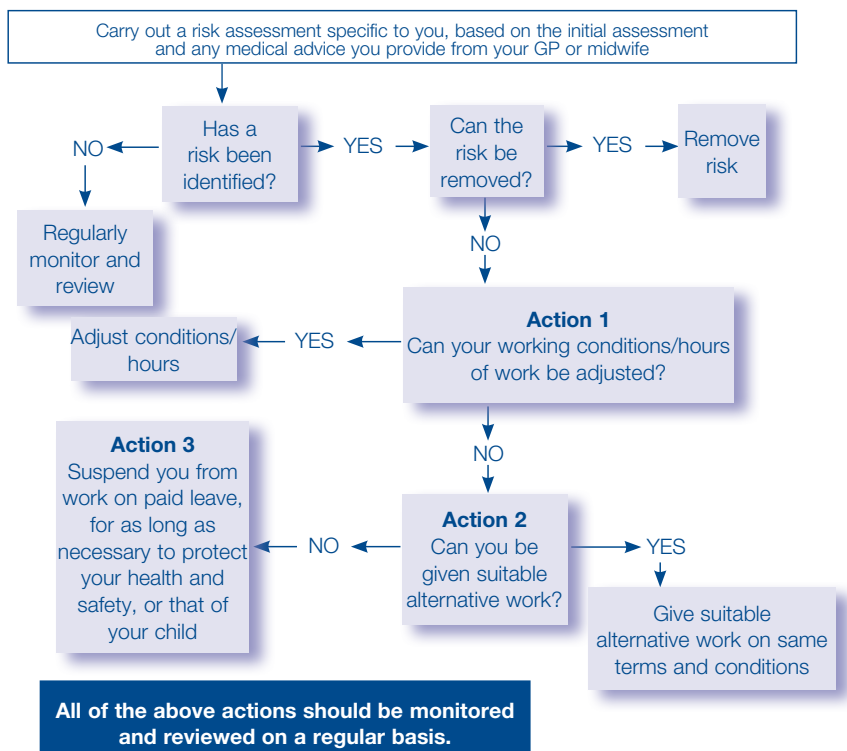 Carry out a risk assessment specific to you, based on the initial assessment
and any medical advice you provide from your GP or midwife
Has a
risk been
identified?
YES
Can the
risk be
removed?
YES
Remove
risk
NO
Regularly
monitor and
review
NO
Action 1
Can your working conditions/hours
of work be adjusted?
YES
Adjust conditions/
hours
NO
Action 2
Can you be
given suitable
alternative work?
YES
Give suitable
alternative work on same
terms and conditions
NO
Action 3
Suspend you from
work on paid leave,
for as long as
necessary to protect
your health and
safety, or that of
your child
All of the above actions should be monitored
and reviewed on a regular basis.